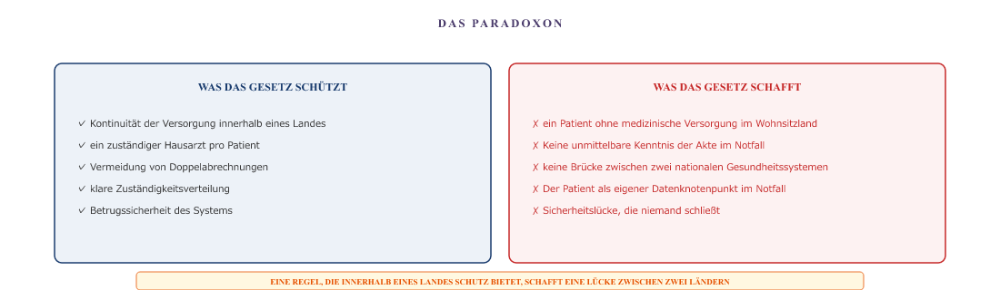 DAS PARADOXON
WAS DAS GESETZ SCHÜTZT
✓ Kontinuität der Versorgung innerhalb eines Landes
✓ ein zuständiger Hausarzt pro Patient
✓ Vermeidung von Doppelabrechnungen
✓ klare Zuständigkeitsverteilung
✓ Betrugssicherheit des Systems
WAS DAS GESETZ SCHAFFT
✗ ein Patient ohne medizinische Versorgung im Wohnsitzland
✗ Keine unmittelbare Kenntnis der Akte im Notfall
✗ keine Brücke zwischen zwei nationalen Gesundheitssystemen
✗ Der Patient als eigener Datenknotenpunkt im Notfall
✗ Sicherheitslücke, die niemand schließt
EINE REGEL, DIE INNERHALB EINES LANDES SCHUTZ BIETET, SCHAFFT EINE LÜCKE ZWISCHEN ZWEI LÄNDERN